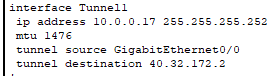 interface Tunnel1
ip address 10.0.0.17 255.255.255.252
mtu 1476
tunnel source GigabitEthernet0/0
tunnel destination 40.32.172.2